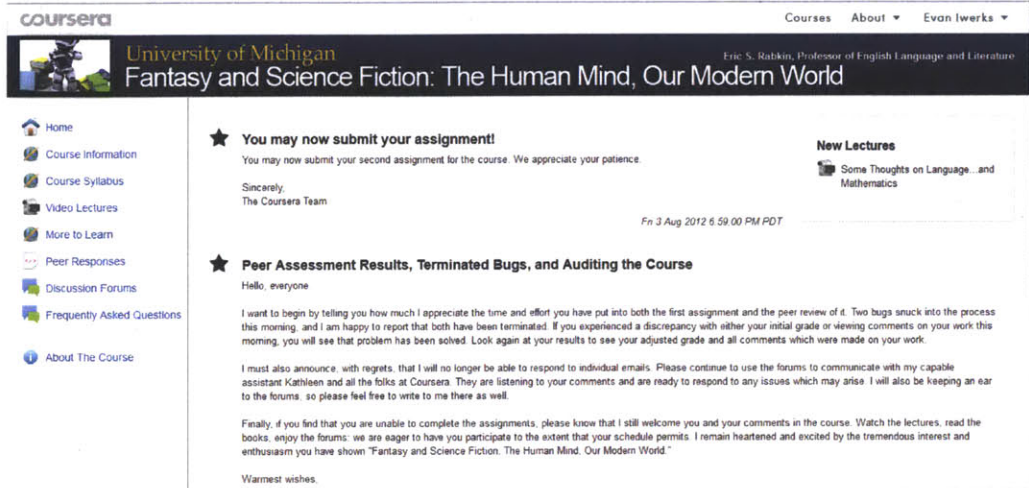 coursera
Courses About Evan Iwerks
University of Michigan
Eric S. Rabkin, Professor of English Language and Literature
Fantasy and Science Fiction: The Human Mind, Our Modern World
Home
Course Information
Course Syllabus
Video Lectures
More to Learn
Peer Responses
Discussion Forums
Frequently Asked Questions
About The Course
You may now submit your assignment!
You may now submit your second assignment for the course. We appreciate your patience.
Sincerely,
The Coursera Team
Fri 3 Aug 2012 6:59:00 PM PDT
Peer Assessment Results, Terminated Bugs, and Auditing the Course
Hello, everyone
I want to begin by telling you how much I appreciate the time and effort you have put into both the first assignment and the peer review of it. Two bugs snuck into the process
this morning, and I am happy to report that both have been terminated. If you experienced a discrepancy with either your initial grade or viewing comments on your work this
morning, you will see that problem has been solved. Look again at your results to see your adjusted grade and all comments which were made on your work.
I must also announce, with regrets, that I will no longer be able to respond to individual emails. Please continue to use the forums to communicate with my capable
assistant Kathleen and all the folks at Coursera. They are listening to your comments and are ready to respond to any issues which may arise. I will also be keeping an ear
to the forums, so please feel free to write to me there as well.
Finally, if you find that you are unable to complete the assignments, please know that I still welcome you and your comments in the course. Watch the lectures, read the
books, enjoy the forums: we are eager to have you participate to the extent that your schedule permits. I remain heartened and excited by the tremendous interest and
enthusiasm you have shown "Fantasy and Science Fiction. The Human Mind. Our Modern World."
Warmest wishes,
New Lectures
Some Thoughts on Language...and
Mathematics